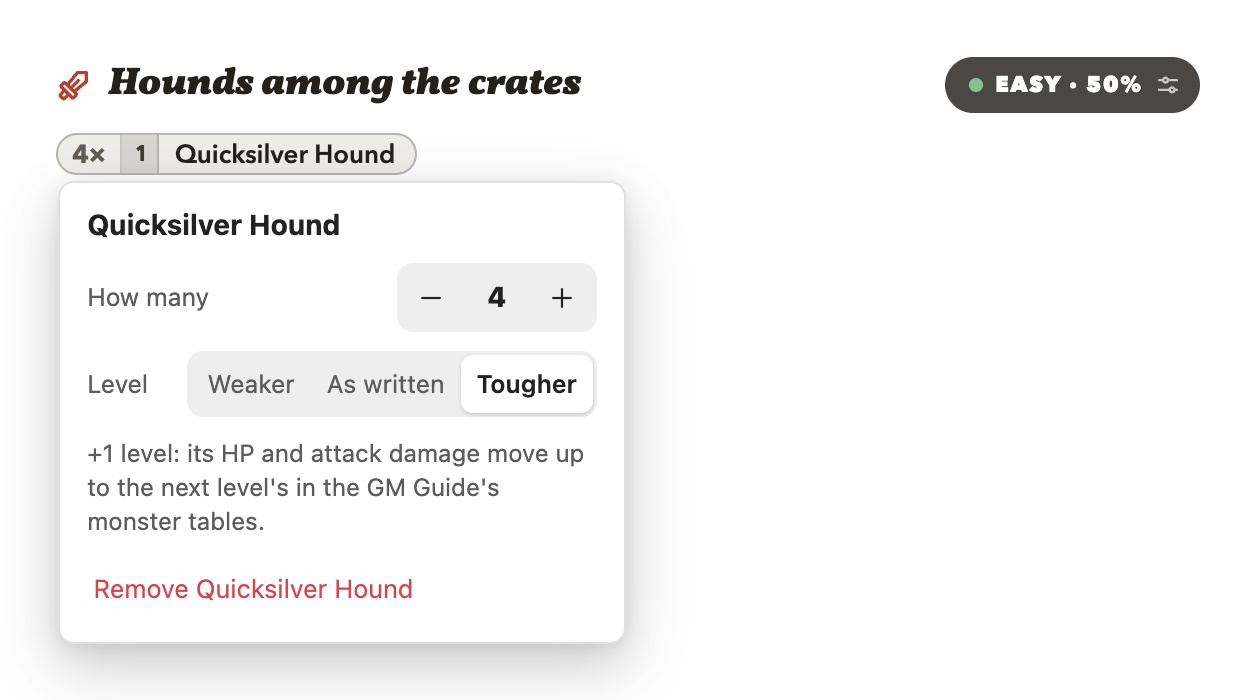 Hounds among the crates
EASY • 50%
4× 1 Quicksilver Hound
Quicksilver Hound
How many − 4 +
Level Weaker As written Tougher
+1 level: its HP and attack damage move up
to the next level's in the GM Guide's
monster tables.
Remove Quicksilver Hound